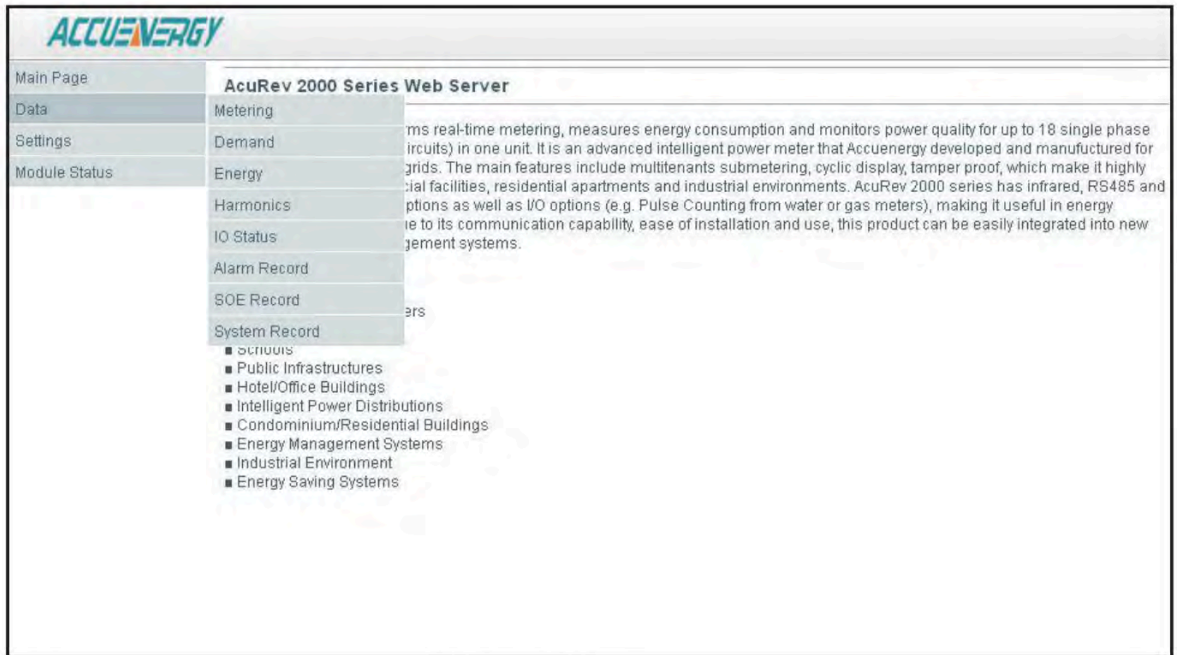 ACCUENERGY
Main Page
Data
Settings
Module Status
Metering
Demand
Energy
Harmonics
IO Status
Alarm Record
SOE Record
System Record
AcuRev 2000 Series Web Server
real-time metering, measures energy consumption and monitors power quality for up to 18 single phase
in one unit. It is an advanced intelligent power meter that Accuenergy developed and manufuctured for
grids. The main features include multitenants submetering, cyclic display, tamper proof, which make it highly
facilities, residential apartments and industrial environments. AcuRev 2000 series has infrared, RS485 and
as well as I/O options (e.g. Pulse Counting from water or gas meters), making it useful in energy
to its communication capability, ease of installation and use, this product can be easily integrated into new
systems.
■ Schools
■ Public Infrastructures
■ Hotel/Office Buildings
■ Intelligent Power Distributions
■ Condominium/Residential Buildings
■ Energy Management Systems
■ Industrial Environment
■ Energy Saving Systems